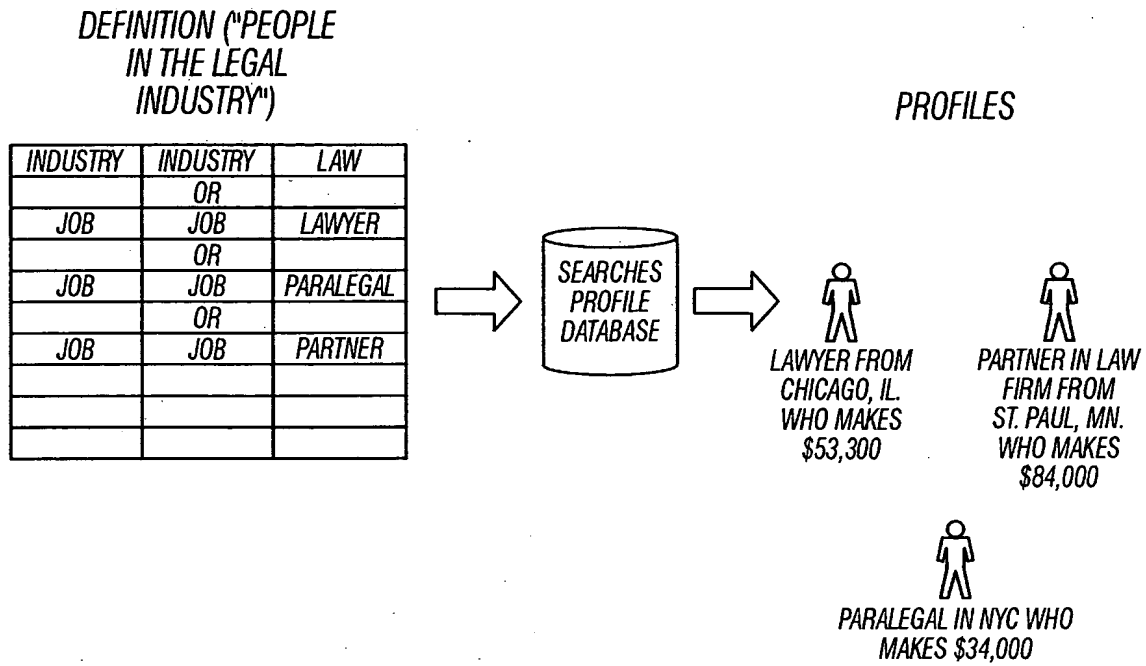 DEFINITION ("PEOPLE
IN THE LEGAL
INDUSTRY")
PROFILES
INDUSTRY INDUSTRY LAW
OR
JOB JOB LAWYER
OR
JOB JOB PARALEGAL
OR
JOB JOB PARTNER
SEARCHES
PROFILE
DATABASE
LAWYER FROM
CHICAGO, IL.
WHO MAKES
$53,300
PARTNER IN LAW
FIRM FROM
ST. PAUL, MN.
WHO MAKES
$84,000
PARALEGAL IN NYC WHO
MAKES $34,000